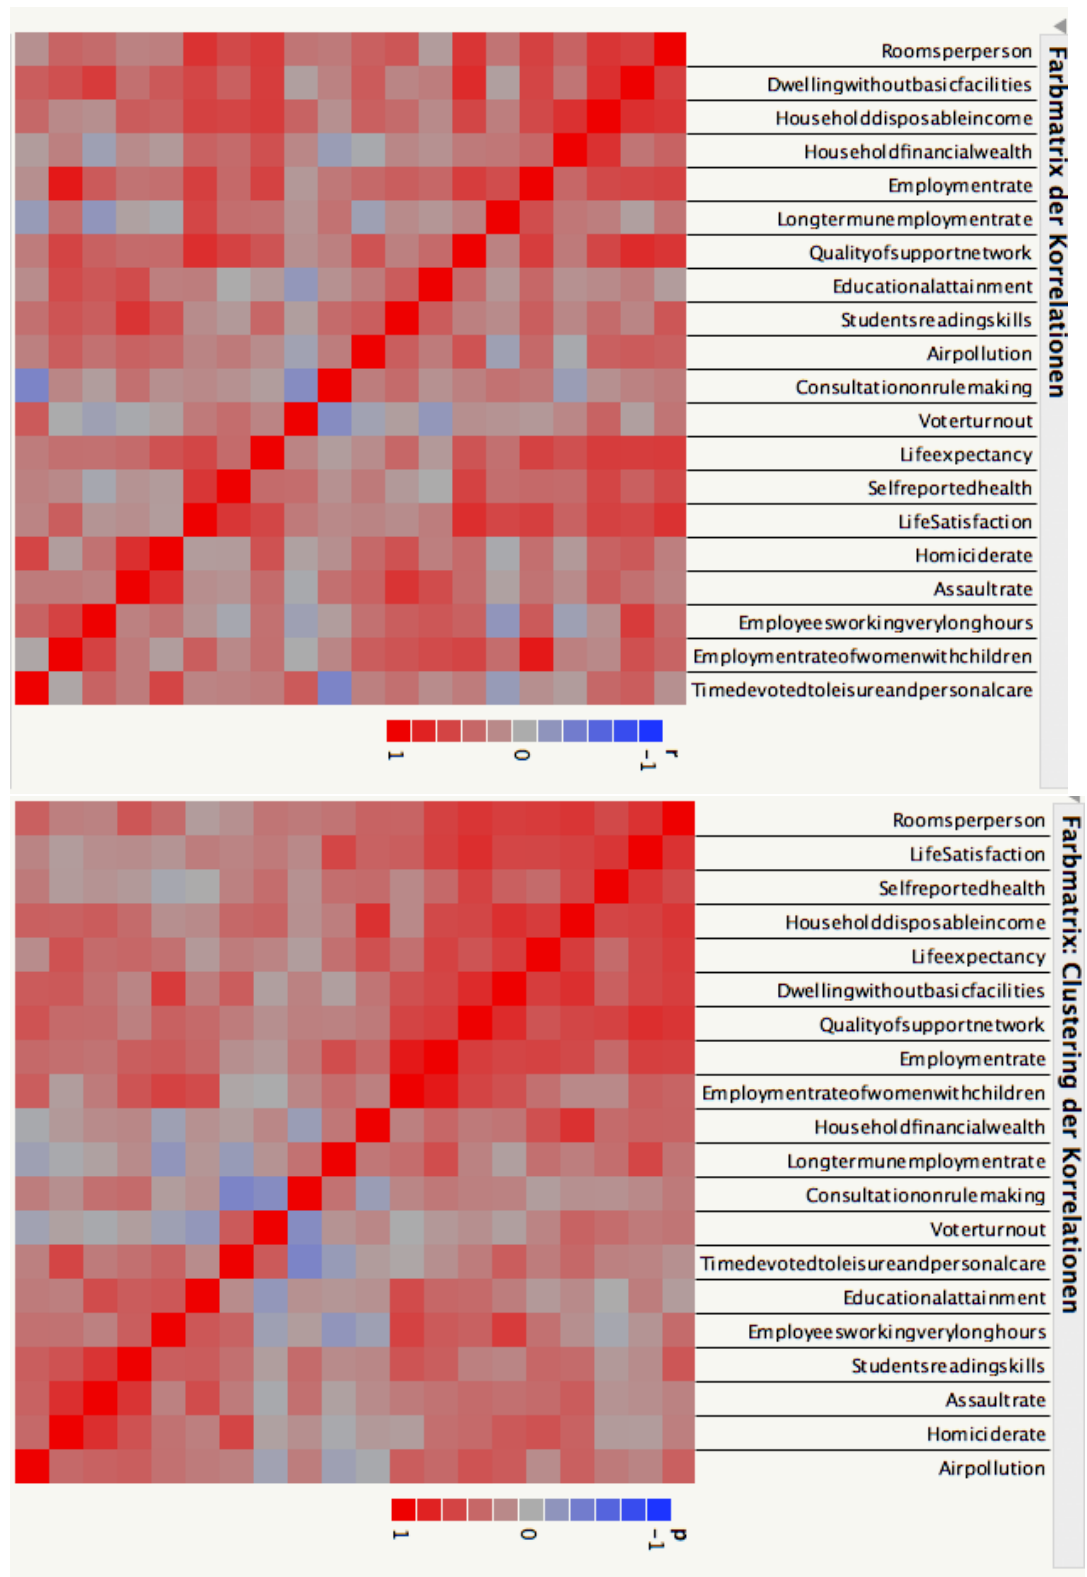 Farbmatrix der Korrelationen
Roomsperperson
Dwellingwithoutbasicfacilities
Householddisposableincome
Householdfinancialwealth
Employmentrate
Longtermunemploymentrate
Qualityofsupportnetwork
Educationalattainment
Studentsreadingskills
Airpollution
Consultationonrulemaking
Voterturnout
Lifeexpectancy
Selfreportedhealth
LifeSatisfaction
Homiciderate
Assaultrate
Employeesworkingverylonghours
Employmentrateofwomenwithchildren
Timedevotedtoleisureandpersonalcare
1 0 -1 r
Farbmatrix: Clustering der Korrelationen
Roomsperperson
LifeSatisfaction
Selfreportedhealth
Householddisposableincome
Lifeexpectancy
Dwellingwithoutbasicfacilities
Qualityofsupportnetwork
Employmentrate
Employmentrateofwomenwithchildren
Householdfinancialwealth
Longtermunemploymentrate
Consultationonrulemaking
Voterturnout
Timedevotedtoleisureandpersonalcare
Educationalattainment
Employeesworkingverylonghours
Studentsreadingskills
Assaultrate
Homiciderate
Airpollution
1 0 -1 p